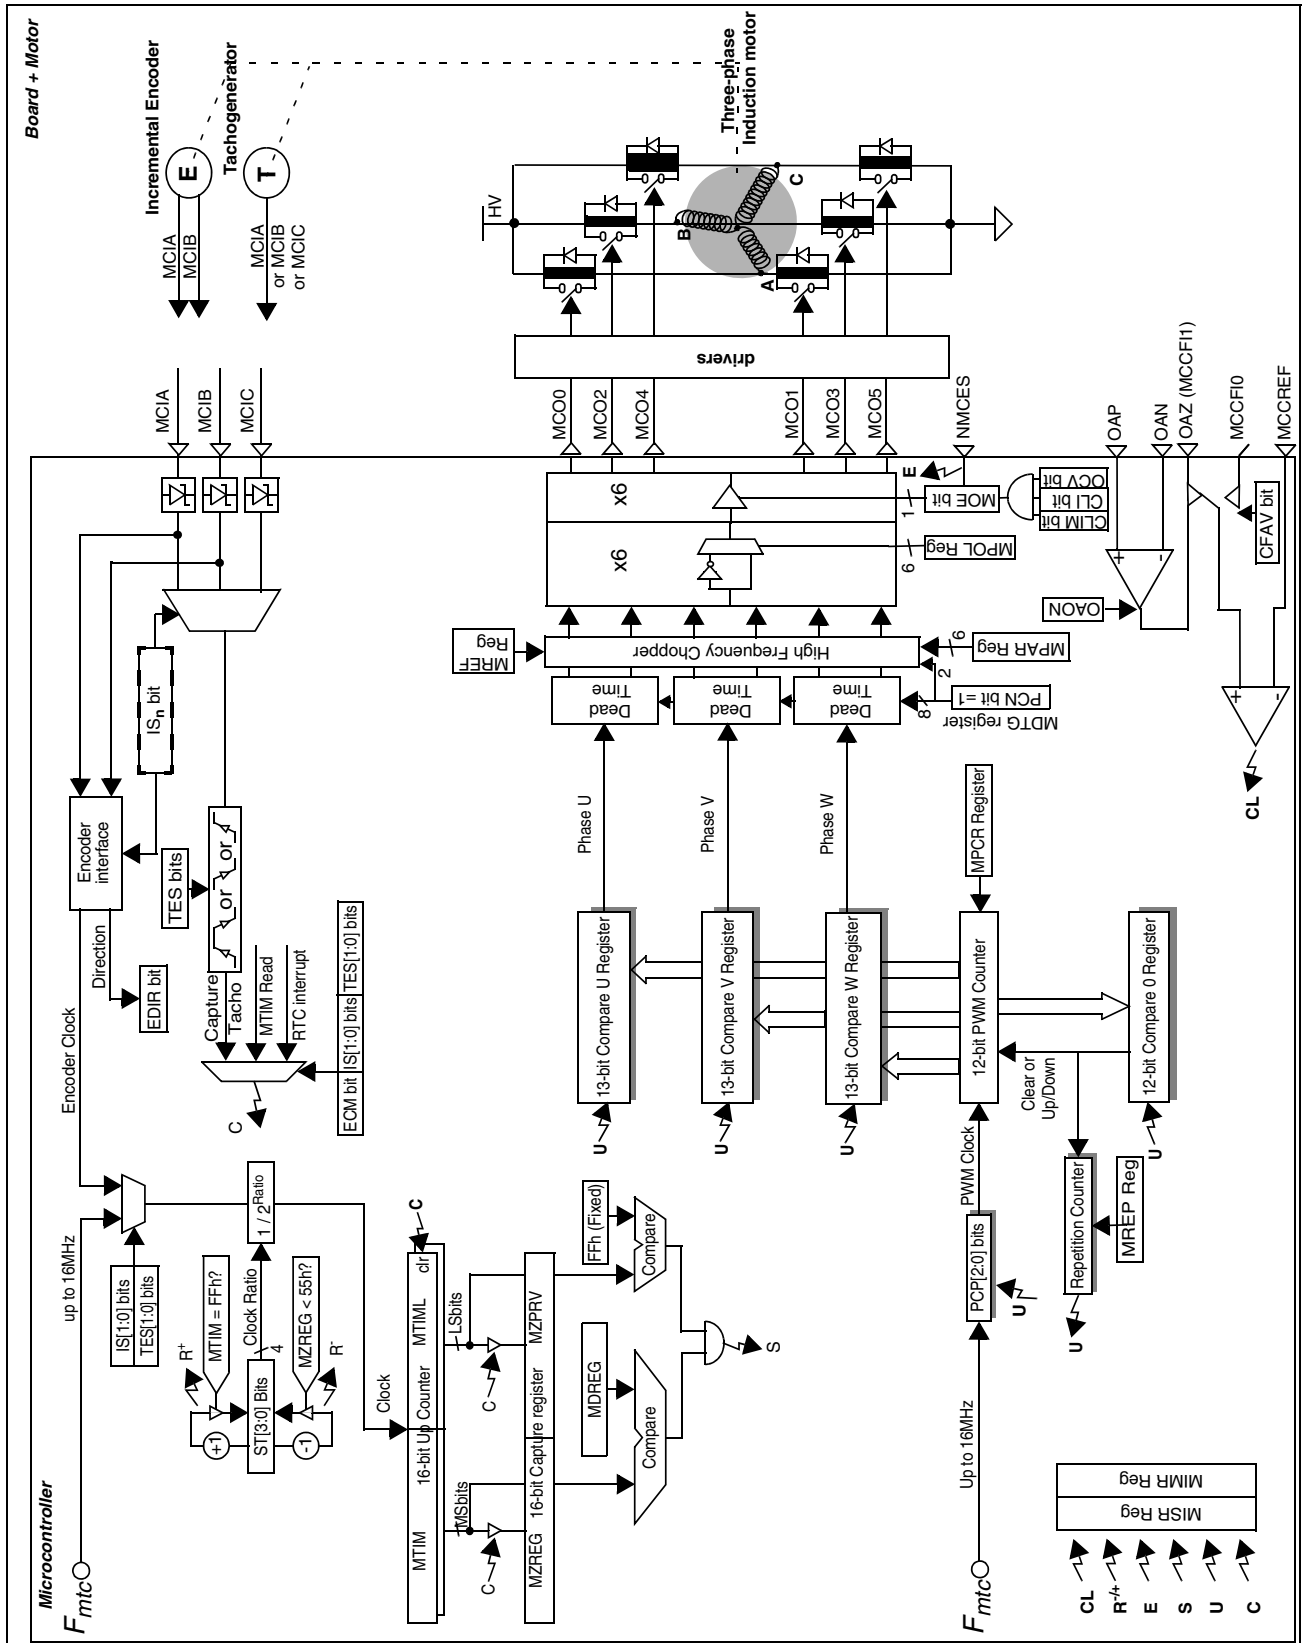 Board + Motor
Incremental Encoder
E
Tachogenerator
T
MCIA
MCIB
MCIA
or MCIB
or MCIC
Three-phase
Induction motor
HV
A
B
C
drivers
MCIA
MCIB
MCIC
MCO0
MCO2
MCO4
MCO1
MCO3
MCO5
NMCES
OAP
OAN
OAZ (MCCFI1)
MCCFI0
MCCREF
Microcontroller
x6
x6
E
1
MOE bit
OCV bit
CLI bit
CLIM bit
6
MPOL Reg
CFAV bit
+
-
OAON
+
-
CL
High Frequency Chopper
MREF
Reg
6
MPAR Reg
2
Dead
Time
Dead
Time
Dead
Time
8
PCN bit =1
MDTG register
ISn bit
Encoder
interface
TES bits
or
or
Direction
EDIR bit
Capture
Tacho
MTIM Read
RTC interrupt
ECM bit
IS[1:0] bits
TES[1:0] bits
C
Encoder Clock
Phase U
Phase V
Phase W
MPCR Register
13-bit Compare U Register
13-bit Compare V Register
13-bit Compare W Register
12-bit PWM Counter
12-bit Compare 0 Register
U
U
U
U
Clear or
Up/Down
PWM Clock
Repetition Counter
MREP Reg
U
PCP[2:0] bits
U
Up to 16MHz
Fmtc
up to 16MHz
Fmtc
IS[1:0] bits
TES[1:0] bits
1 / 2Ratio
Clock Ratio
4
MTIM = FFh?
MZREG < 55h?
R+
R-
+1
ST[3:0] Bits
-1
Clock
C
clr
MTIML
16-bit Up Counter
MTIM
LSbits
MSbits
C
C
MZPRV
16-bit Capture register
MZREG
FFh (Fixed)
Compare
MDREG
Compare
S
MIMR Reg
MISR Reg
CL
R-/+
E
S
U
C